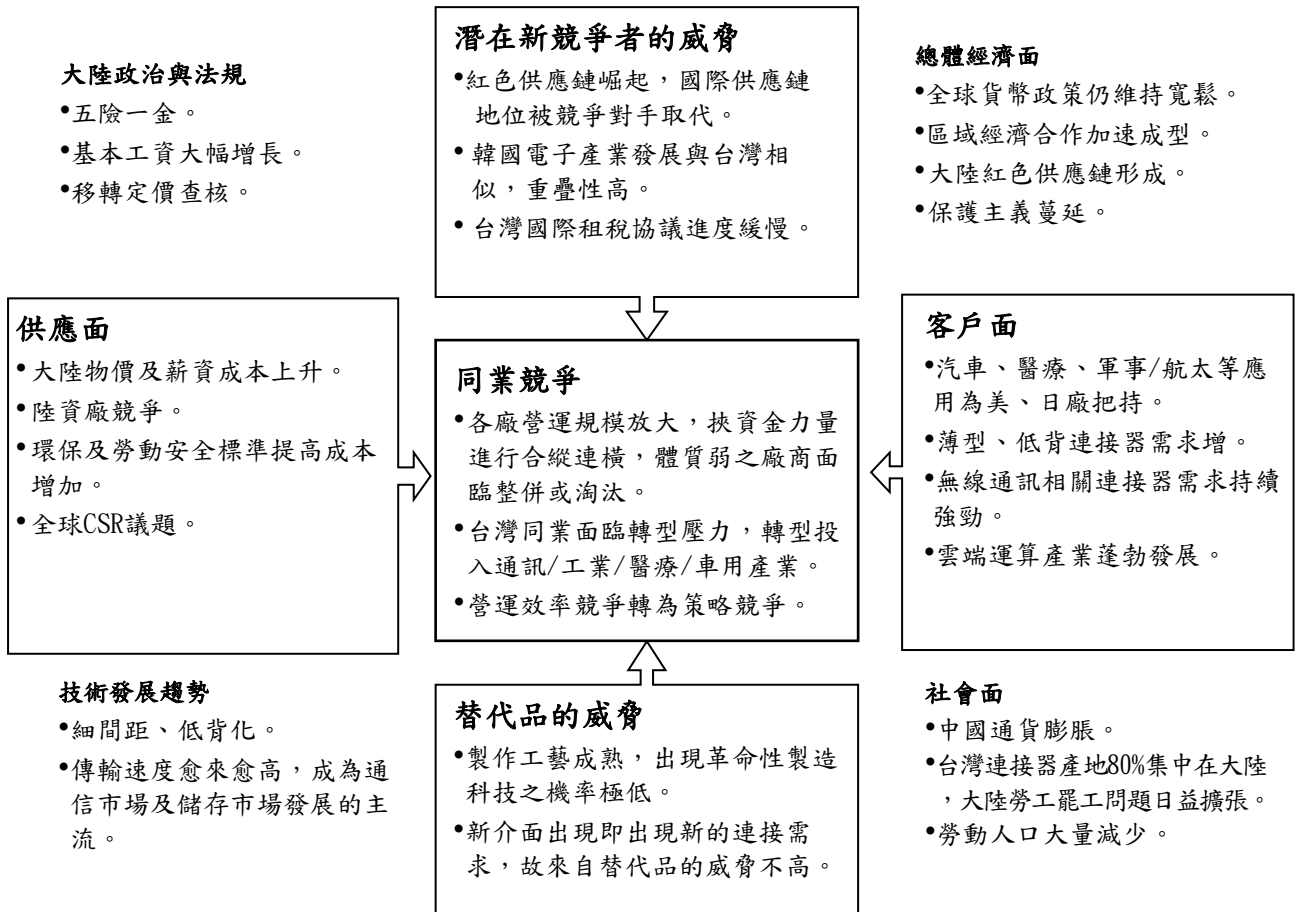 大陸政治與法規
•五險一金。
•基本工資大幅增長。
•移轉定價查核。
潛在新競爭者的威脅
•紅色供應鏈崛起，國際供應鏈
地位被競爭對手取代。
•韓國電子產業發展與台灣相
似，重疊性高。
•台灣國際租稅協議進度緩慢。
總體經濟面
•全球貨幣政策仍維持寬鬆。
•區域經濟合作加速成型。
•大陸紅色供應鏈形成。
•保護主義蔓延。
供應面
•大陸物價及薪資成本上升。
•陸資廠競爭。
•環保及勞動安全標準提高成本
增加。
•全球CSR議題。
同業競爭
•各廠營運規模放大，挾資金力量
進行合縱連橫，體質弱之廠商面
臨整併或淘汰。
•台灣同業面臨轉型壓力，轉型投
入通訊/工業/醫療/車用產業。
•營運效率競爭轉為策略競爭。
客戶面
•汽車、醫療、軍事/航太等應
用為美、日廠把持。
•薄型、低背連接器需求增。
•無線通訊相關連接器需求持續
強勁。
•雲端運算產業蓬勃發展。
技術發展趨勢
•細間距、低背化。
•傳輸速度愈來愈高，成為通
信市場及儲存市場發展的主
流。
替代品的威脅
•製作工藝成熟，出現革命性製造
科技之機率極低。
•新介面出現即出現新的連接需
求，故來自替代品的威脅不高。
社會面
•中國通貨膨脹。
•台灣連接器產地80%集中在大陸
，大陸勞工罷工問題日益擴張。
•勞動人口大量減少。